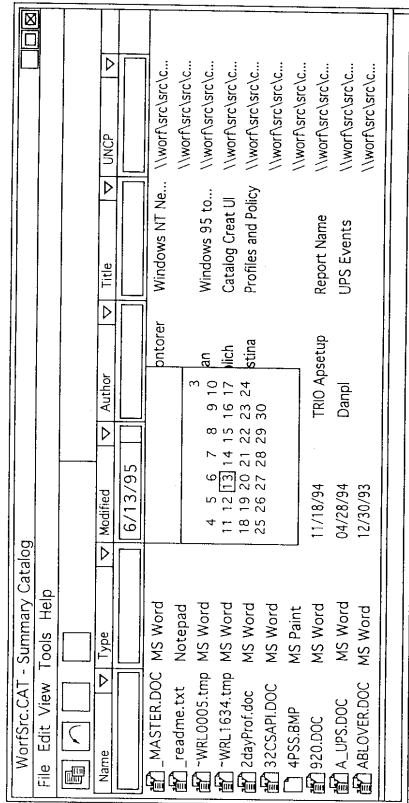 WorfSrc.CAT - Summary Catalog
File Edit View Tools Help
Name Type Modified Author Title UNCP
6/13/95
_MASTER.DOC MS Word ontorer Windows NT Ne... \\worf\src\src\c...
_readme.txt Notepad
~WRL0005.tmp MS Word an Windows 95 to... \\worf\src\src\c...
~WRL1634.tmp MS Word lich Catalog Creat UI \\worf\src\src\c...
2dayProf.doc MS Word stina Profiles and Policy \\worf\src\src\c...
32CSAPI.DOC MS Word \\worf\src\src\c...
4PSS.BMP MS Paint \\worf\src\src\c...
920.DOC MS Word 11/18/94 TRIO Apsetup Report Name \\worf\src\src\c...
A_UPS.DOC MS Word 04/28/94 Danpl UPS Events \\worf\src\src\c...
ABLOVER.DOC MS Word 12/30/93 \\worf\src\src\c...
3
4 5 6 7 8 9 10
11 12 13 14 15 16 17
18 19 20 21 22 23 24
25 26 27 28 29 30